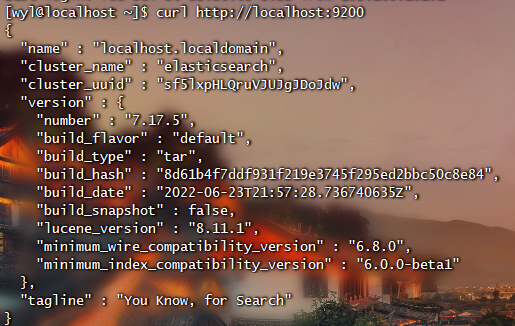 [wyl@localhost ~]$ curl http://localhost:9200
{
  "name" : "localhost.localdomain",
  "cluster_name" : "elasticsearch",
  "cluster_uuid" : "sf5lxpHLQruVJUJgJDoJdw",
  "version" : {
    "number" : "7.17.5",
    "build_flavor" : "default",
    "build_type" : "tar",
    "build_hash" : "8d61b4f7ddf931f219e3745f295ed2bbc50c8e84",
    "build_date" : "2022-06-23T21:57:28.736740635Z",
    "build_snapshot" : false,
    "lucene_version" : "8.11.1",
    "minimum_wire_compatibility_version" : "6.8.0",
    "minimum_index_compatibility_version" : "6.0.0-beta1"
  },
  "tagline" : "You Know, for Search"
}